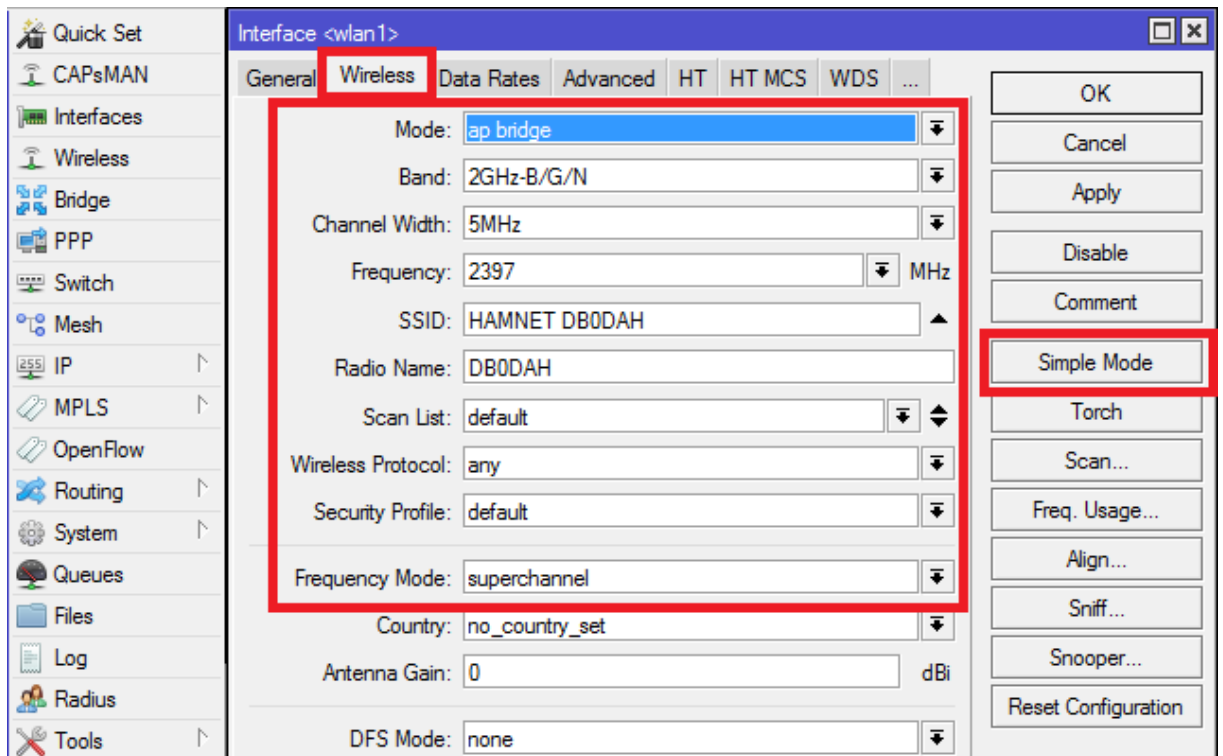 Quick Set
CAPsMAN
Interfaces
Wireless
Bridge
PPP
Switch
Mesh
255 IP
MPLS
OpenFlow
Routing
System
Queues
Files
Log
Radius
Tools
Interface <wlan1>
General Wireless Data Rates Advanced HT HT MCS WDS ...
Mode: ap bridge
Band: 2GHz-B/G/N
Channel Width: 5MHz
Frequency: 2397 MHz
SSID: HAMNET DB0DAH
Radio Name: DB0DAH
Scan List: default
Wireless Protocol: any
Security Profile: default
Frequency Mode: superchannel
Country: no_country_set
Antenna Gain: 0 dBi
DFS Mode: none
OK
Cancel
Apply
Disable
Comment
Simple Mode
Torch
Scan...
Freq. Usage...
Align...
Sniff...
Snooper...
Reset Configuration